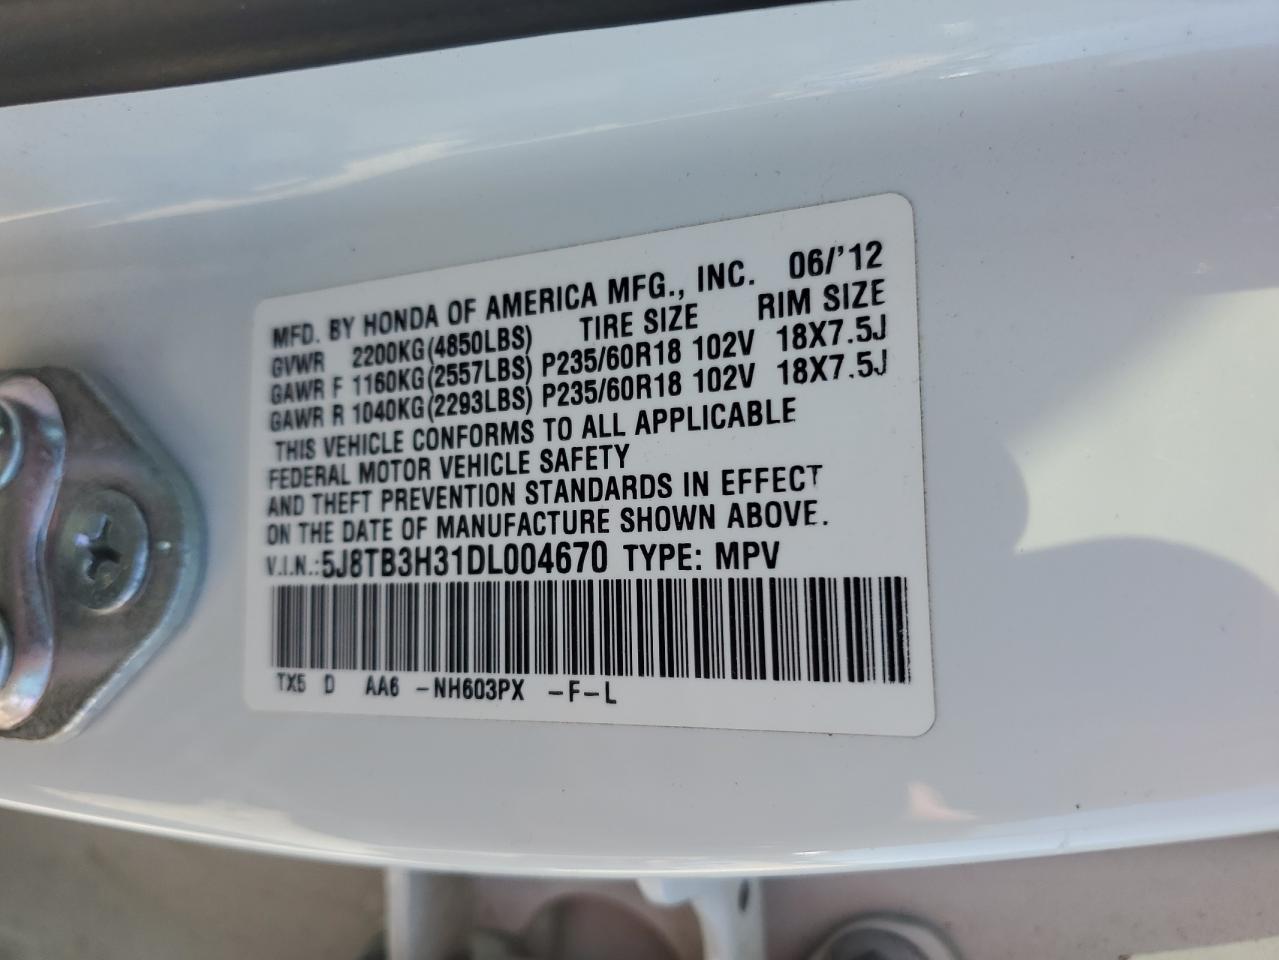 MFD. BY HONDA OF AMERICA MFG., INC. 06/'12
GVWR 2200KG(4850LBS) TIRE SIZE RIM SIZE
GAWR F 1160KG(2557LBS) P235/60R18 102V 18X7.5J
GAWR R 1040KG(2293LBS) P235/60R18 102V 18X7.5J
THIS VEHICLE CONFORMS TO ALL APPLICABLE
FEDERAL MOTOR VEHICLE SAFETY
AND THEFT PREVENTION STANDARDS IN EFFECT
ON THE DATE OF MANUFACTURE SHOWN ABOVE.
V.I.N.:5J8TB3H31DL004670 TYPE: MPV
TX5 D AA6 -NH603PX -F-L